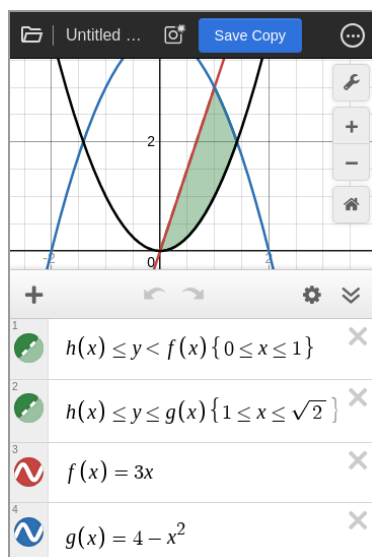 Untitled ... Save Copy
2
-2 0 2
1
h(x) ≤ y < f(x) {0 ≤ x ≤ 1}
2
h(x) ≤ y ≤ g(x) {1 ≤ x ≤ √2 }
3
f(x) = 3x
4
g(x) = 4 − x²